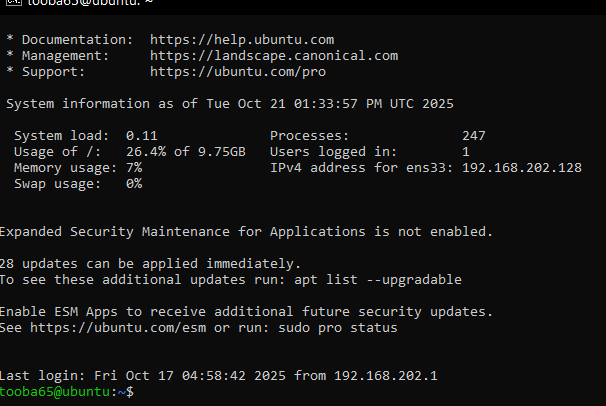 tooba65@ubuntu: ~
* Documentation:  https://help.ubuntu.com
* Management:     https://landscape.canonical.com
* Support:        https://ubuntu.com/pro
System information as of Tue Oct 21 01:33:57 PM UTC 2025
System load:  0.11              Processes:              247
Usage of /:   26.4% of 9.75GB   Users logged in:        1
Memory usage: 7%                IPv4 address for ens33: 192.168.202.128
Swap usage:   0%
Expanded Security Maintenance for Applications is not enabled.
28 updates can be applied immediately.
To see these additional updates run: apt list --upgradable
Enable ESM Apps to receive additional future security updates.
See https://ubuntu.com/esm or run: sudo pro status
Last login: Fri Oct 17 04:58:42 2025 from 192.168.202.1
tooba65@ubuntu:~$